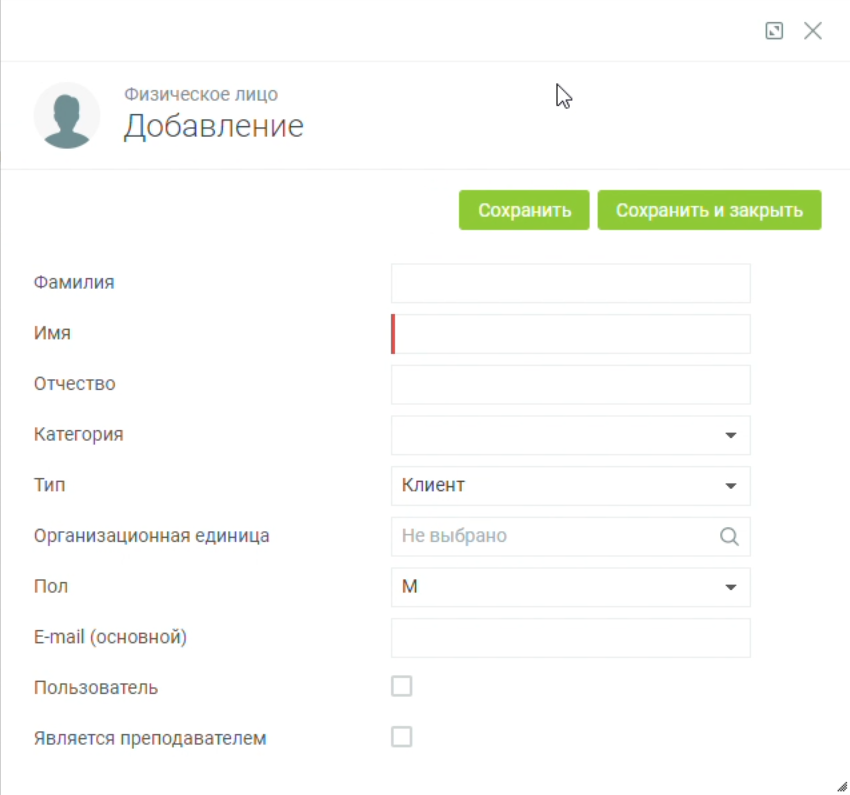 Физическое лицо
Добавление
Сохранить Сохранить и закрыть
Фамилия
Имя
Отчество
Категория
Тип Клиент
Организационная единица Не выбрано
Пол М
E-mail (основной)
Пользователь
Является преподавателем